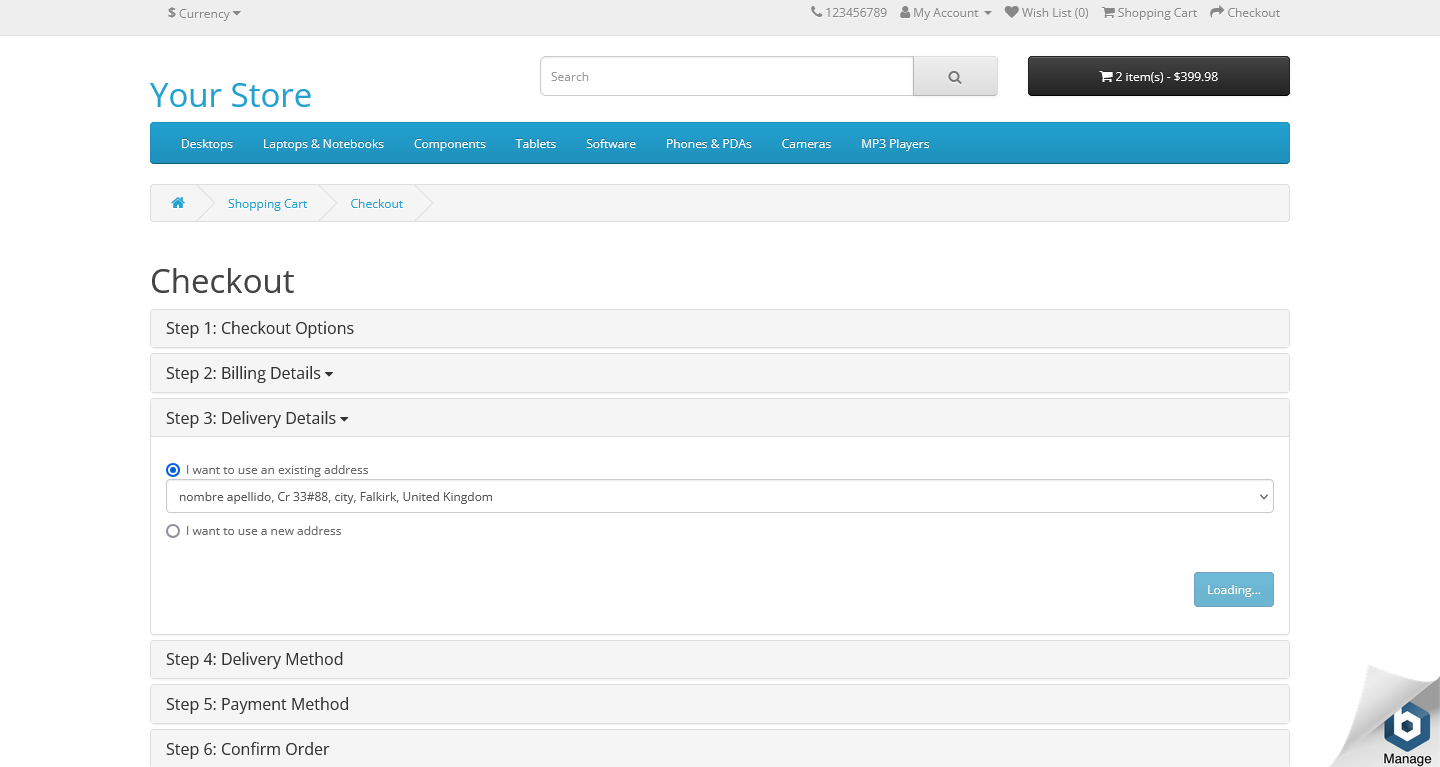 $ Currency
123456789 My Account Wish List (0) Shopping Cart Checkout
Your Store
Search
2 item(s) - $399.98
Desktops Laptops & Notebooks Components Tablets Software Phones & PDAs Cameras MP3 Players
Shopping Cart Checkout
Checkout
Step 1: Checkout Options
Step 2: Billing Details
Step 3: Delivery Details
I want to use an existing address
nombre apellido, Cr 33#88, city, Falkirk, United Kingdom
I want to use a new address
Loading...
Step 4: Delivery Method
Step 5: Payment Method
Step 6: Confirm Order
Manage